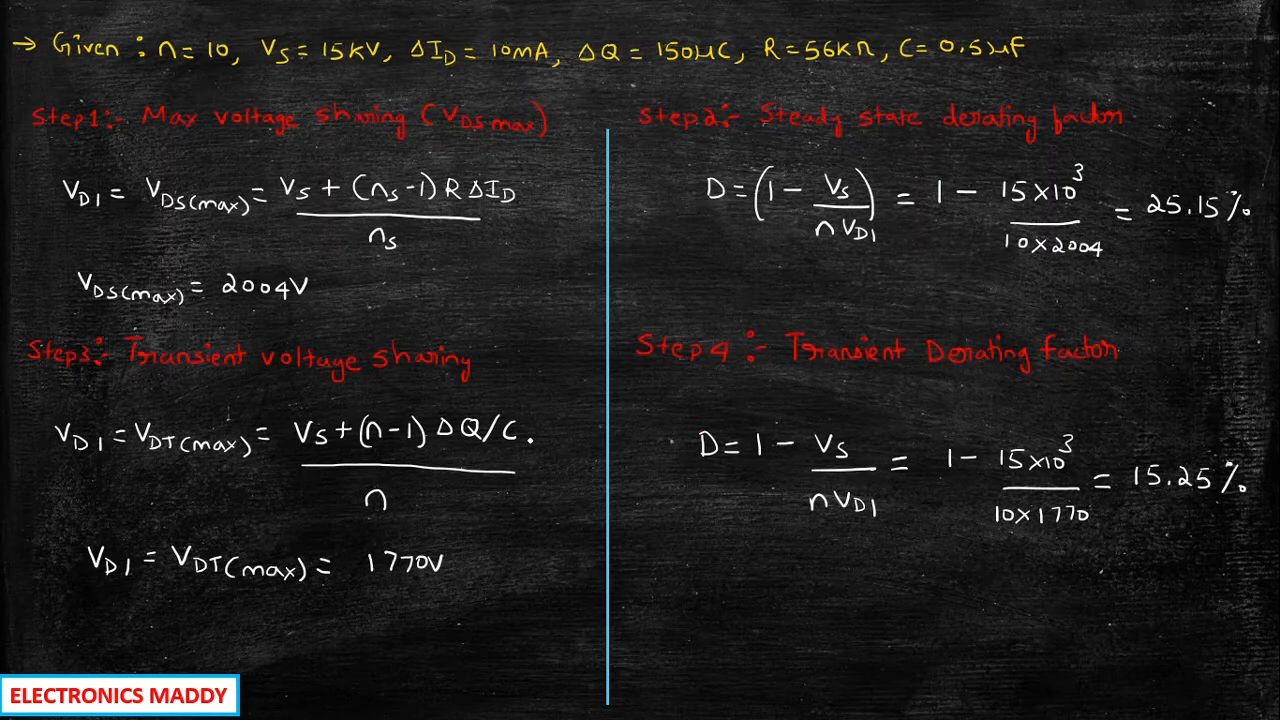 → Given : n = 10, VS = 15KV, ΔID = 10mA, ΔQ = 150μC, R = 56KΩ, C = 0.5μF
Step1:- Max voltage sharing (VDS max)
VD1 = VDS(max) = VS + (nS - 1) R ΔID / nS
VDS(max) = 2004V
Step2:- Steady state derating factor
D = (1 - VS / n VD1) = 1 - 15×10³ / 10×2004 = 25.15%
Step3:- Transient voltage sharing
VD1 = VDT(max) = VS + (n - 1) ΔQ/C. / n
VD1 = VDT(max) = 1770V
Step4:- Transient Derating factor
D = 1 - VS / n VD1 = 1 - 15×10³ / 10×1770 = 15.25%
ELECTRONICS MADDY